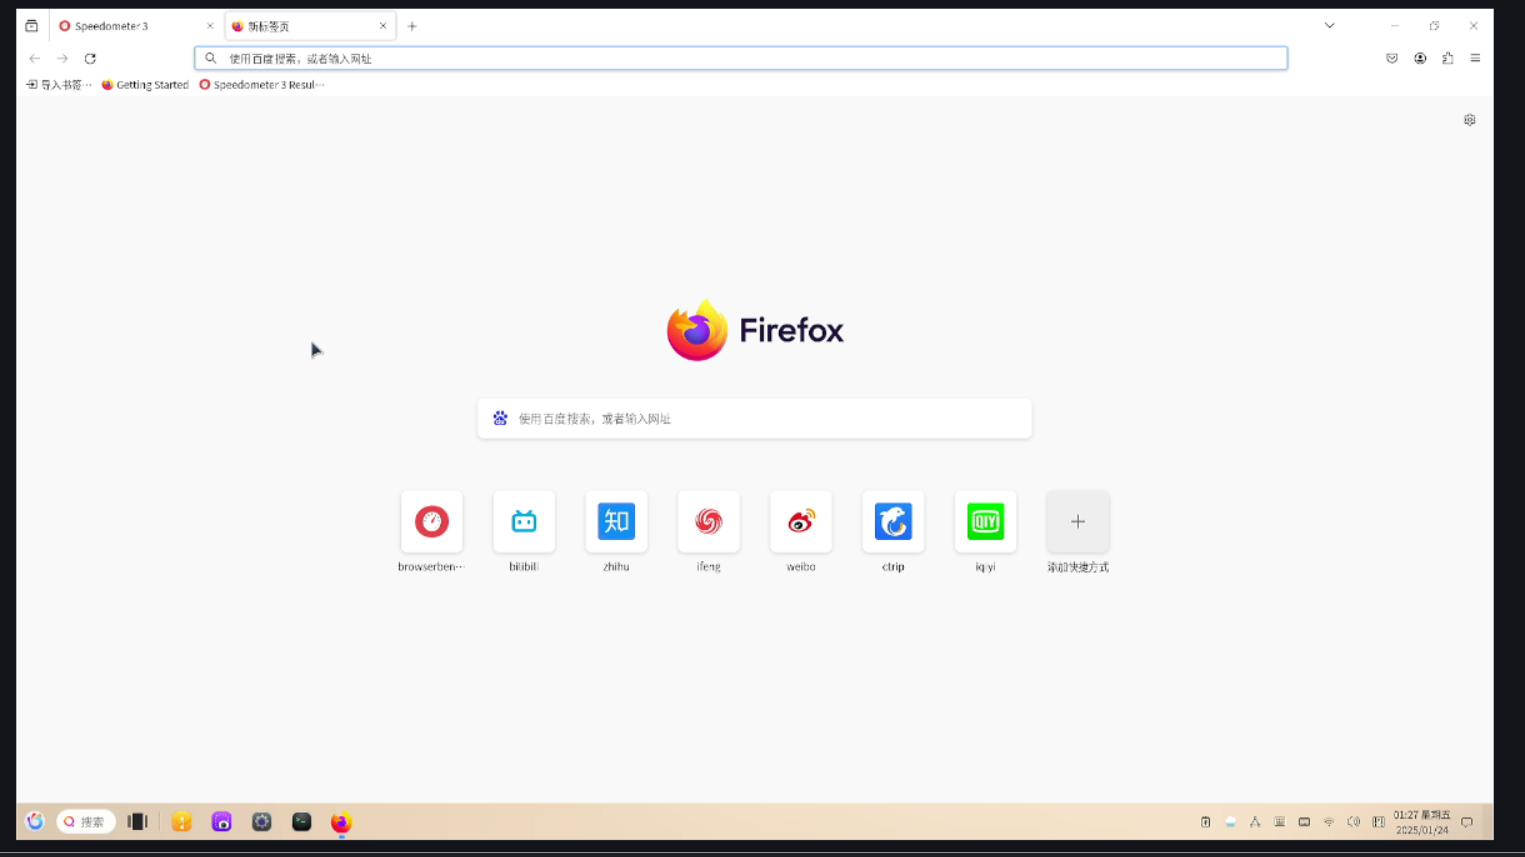 Speedometer 3
新标签页
使用百度搜索，或者输入网址
导入书签…
Getting Started
Speedometer 3 Resul…
Firefox
使用百度搜索，或者输入网址
知
QIYI
browserben…
bilibili
zhihu
ifeng
weibo
ctrip
iqiyi
添加快捷方式
搜索
01:27 星期五
2025/01/24